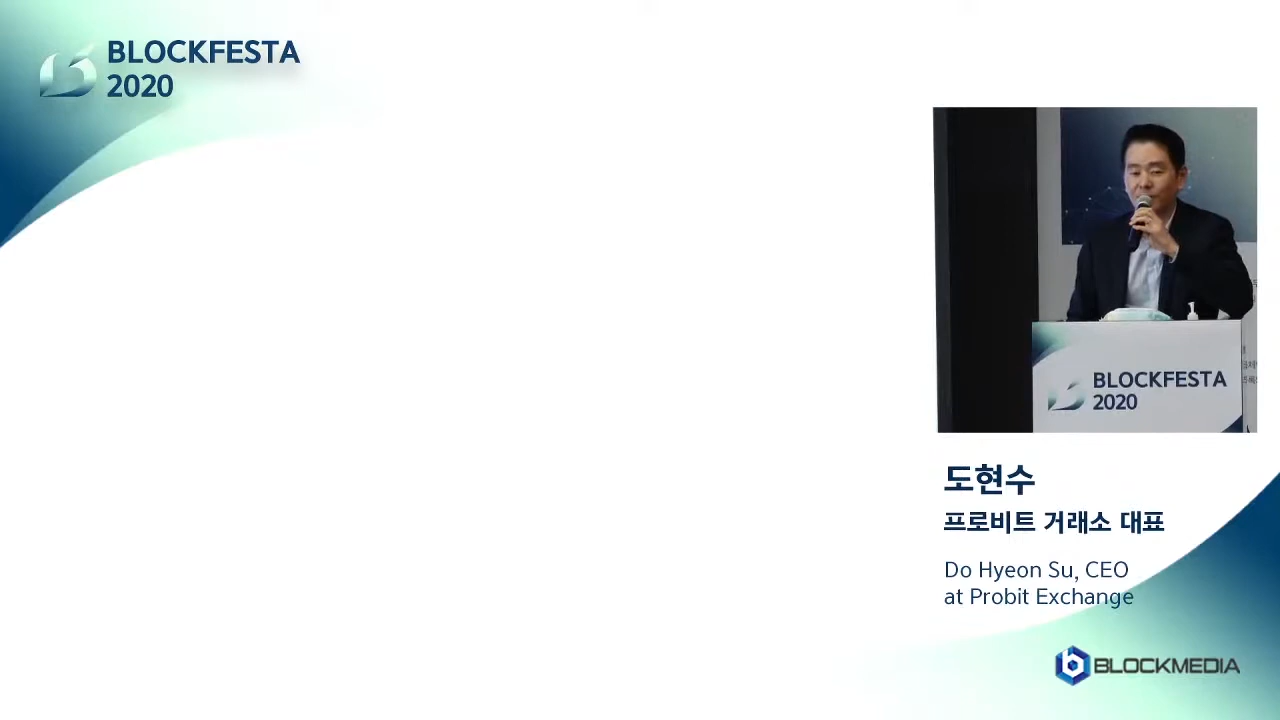 BLOCKFESTA
2020
BLOCKFESTA
2020
도현수
프로비트 거래소 대표
Do Hyeon Su, CEO
at Probit Exchange
BLOCKMEDIA